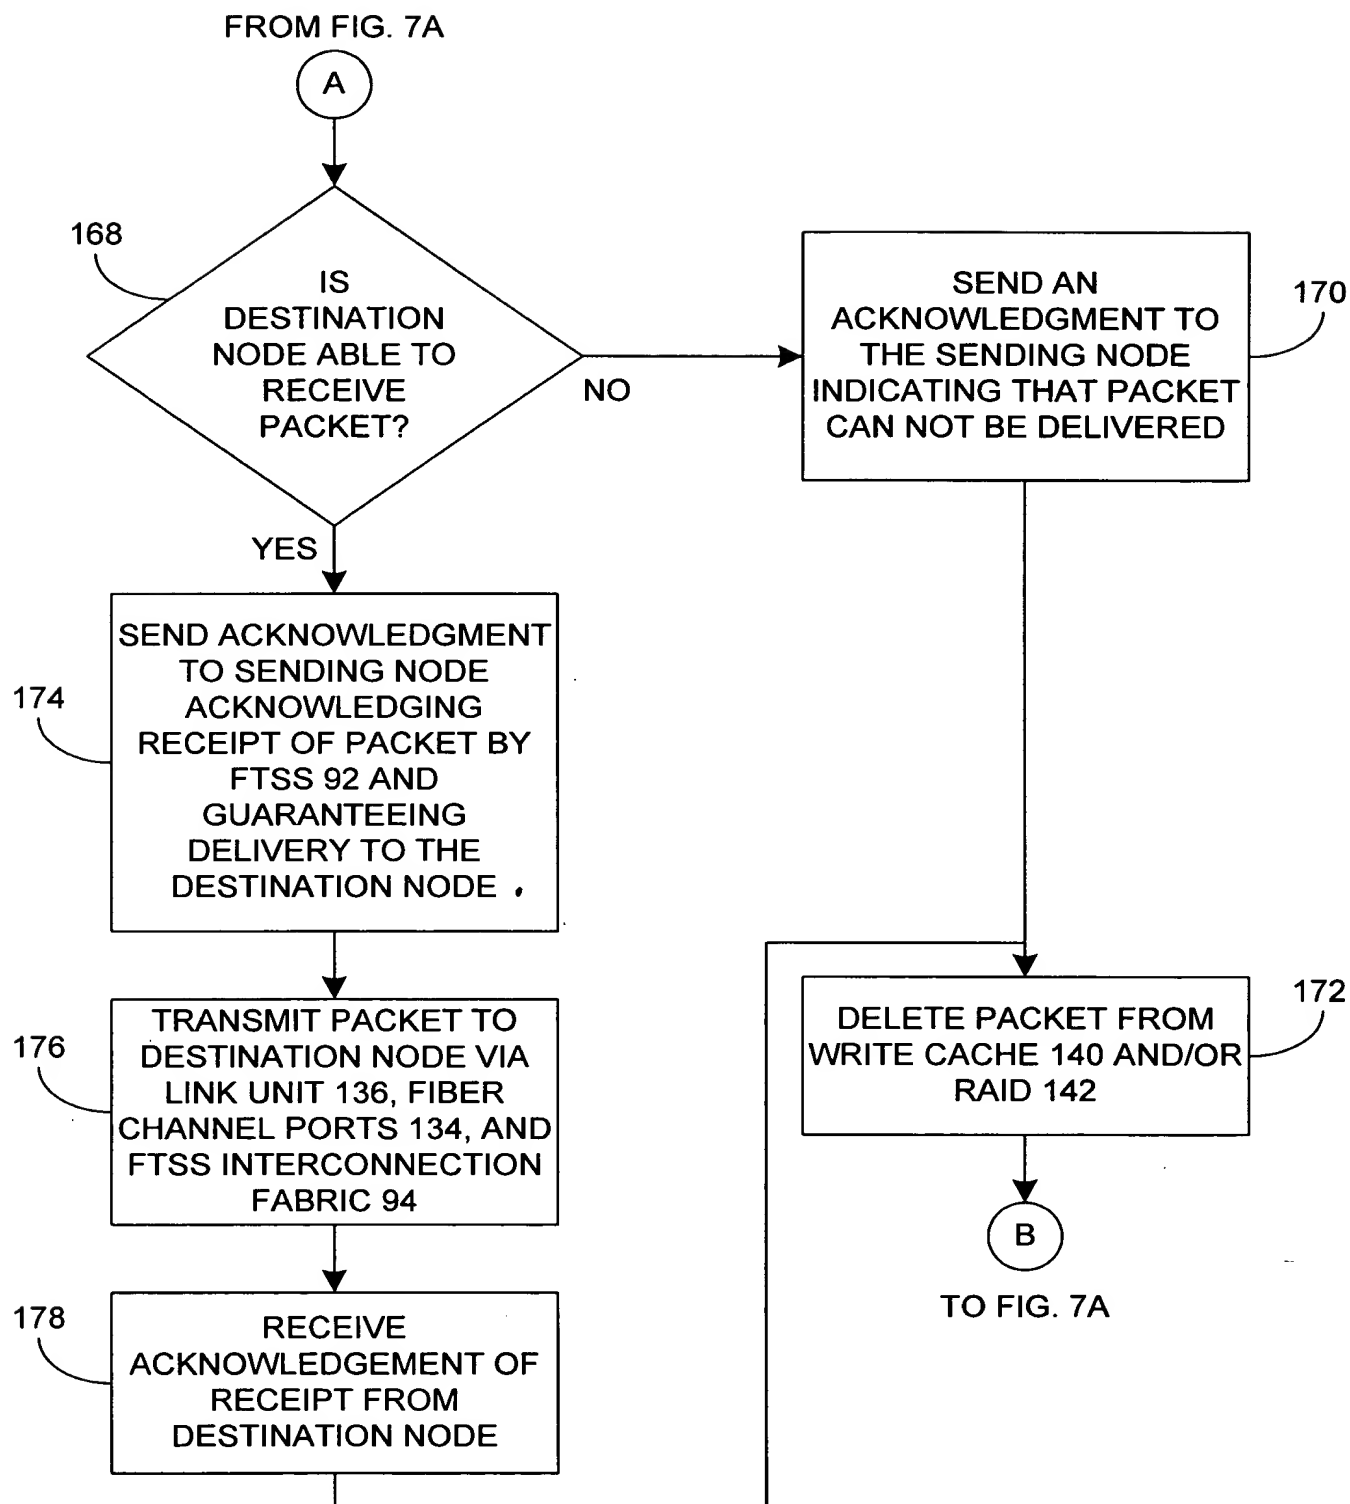 FROM FIG. 7A
A
168
IS
DESTINATION
NODE ABLE TO
RECEIVE
PACKET?
NO
YES
SEND AN
ACKNOWLEDGMENT TO
THE SENDING NODE
INDICATING THAT PACKET
CAN NOT BE DELIVERED
170
174
SEND ACKNOWLEDGMENT
TO SENDING NODE
ACKNOWLEDGING
RECEIPT OF PACKET BY
FTSS 92 AND
GUARANTEEING
DELIVERY TO THE
DESTINATION NODE .
176
TRANSMIT PACKET TO
DESTINATION NODE VIA
LINK UNIT 136, FIBER
CHANNEL PORTS 134, AND
FTSS INTERCONNECTION
FABRIC 94
172
DELETE PACKET FROM
WRITE CACHE 140 AND/OR
RAID 142
B
TO FIG. 7A
178
RECEIVE
ACKNOWLEDGEMENT OF
RECEIPT FROM
DESTINATION NODE